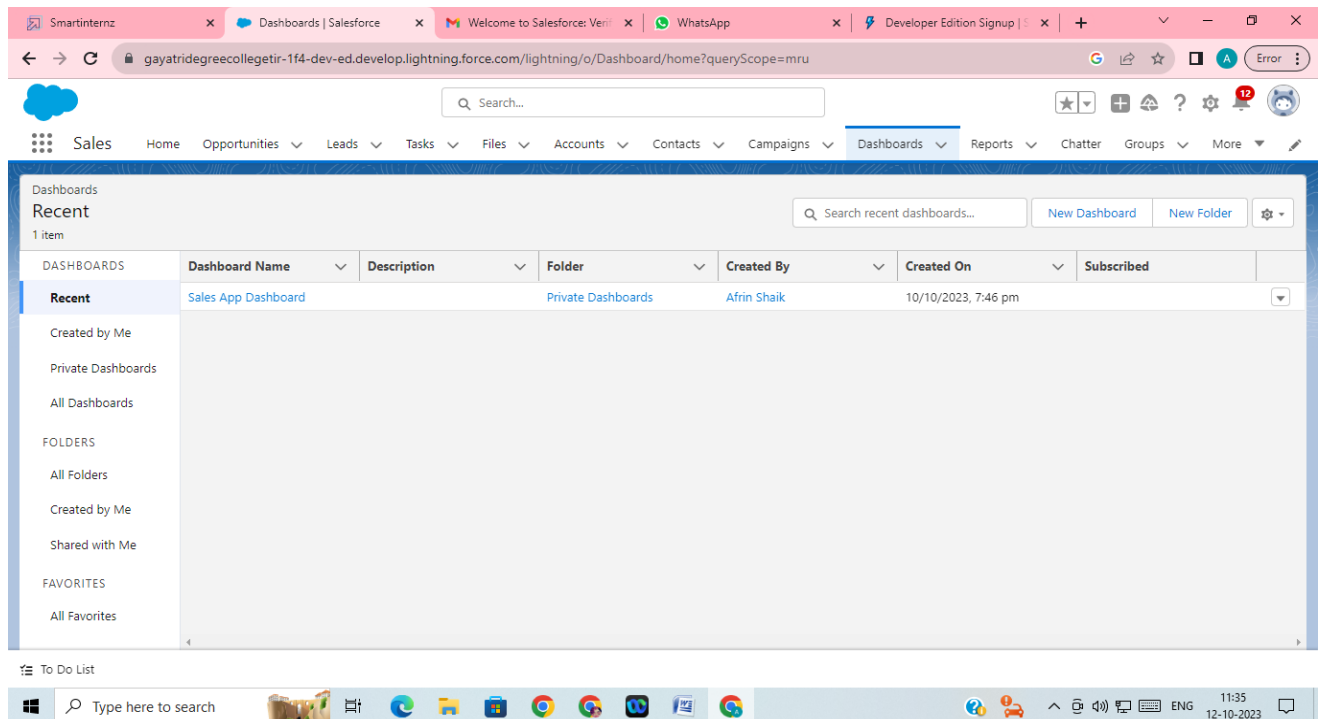 Smartinternz Dashboards | Salesforce Welcome to Salesforce: Verif WhatsApp Developer Edition Signup |
gayatridegreecollegetir-1f4-dev-ed.develop.lightning.force.com/lightning/o/Dashboard/home?queryScope=mru G A Error
Search... 12
Sales Home Opportunities Leads Tasks Files Accounts Contacts Campaigns Dashboards Reports Chatter Groups More
Dashboards
Recent
1 item
Search recent dashboards... New Dashboard New Folder
DASHBOARDS Dashboard Name Description Folder Created By Created On Subscribed
Recent Sales App Dashboard Private Dashboards Afrin Shaik 10/10/2023, 7:46 pm
Created by Me
Private Dashboards
All Dashboards
FOLDERS
All Folders
Created by Me
Shared with Me
FAVORITES
All Favorites
To Do List
Type here to search ENG 11:35
12-10-2023